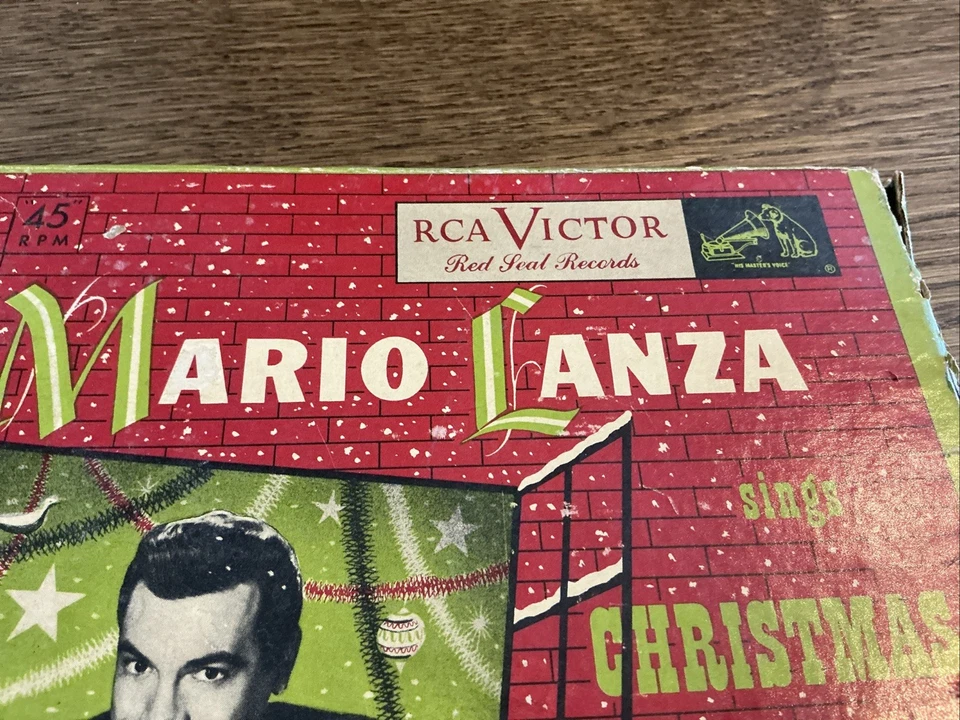 "45"
RPM
RCA VICTOR
Red Seal Records
"HIS MASTER'S VOICE"
®
MARIO LANZA
sings
CHRISTMAS